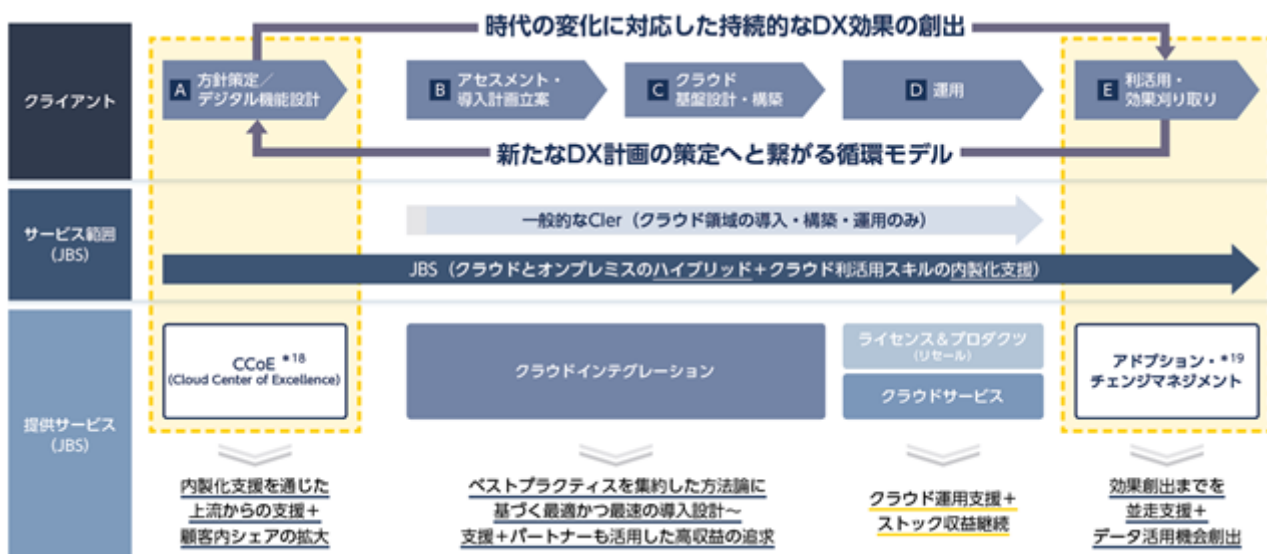 時代の変化に対応した持続的なDX効果の創出
クライアント
A 方針策定／
デジタル機能設計
B アセスメント・
導入計画立案
C クラウド
基盤設計・構築
D 運用
E 利活用・
効果刈り取り
新たなDX計画の策定へと繋がる循環モデル
サービス範囲
(JBS)
一般的なCIer（クラウド領域の導入・構築・運用のみ）
JBS（クラウドとオンプレミスのハイブリッド＋クラウド利活用スキルの内製化支援）
提供サービス
(JBS)
CCoE *18
(Cloud Center of Excellence)
クラウドインテグレーション
ライセンス＆プロダクツ
(リセール)
クラウドサービス
アドプション・*19
チェンジマネジメント
内製化支援を通じた
上流からの支援＋
顧客内シェアの拡大
ベストプラクティスを集約した方法論に
基づく最適かつ最速の導入設計～
支援＋パートナーも活用した高収益の追求
クラウド運用支援＋
ストック収益継続
効果創出までを
並走支援＋
データ活用機会創出